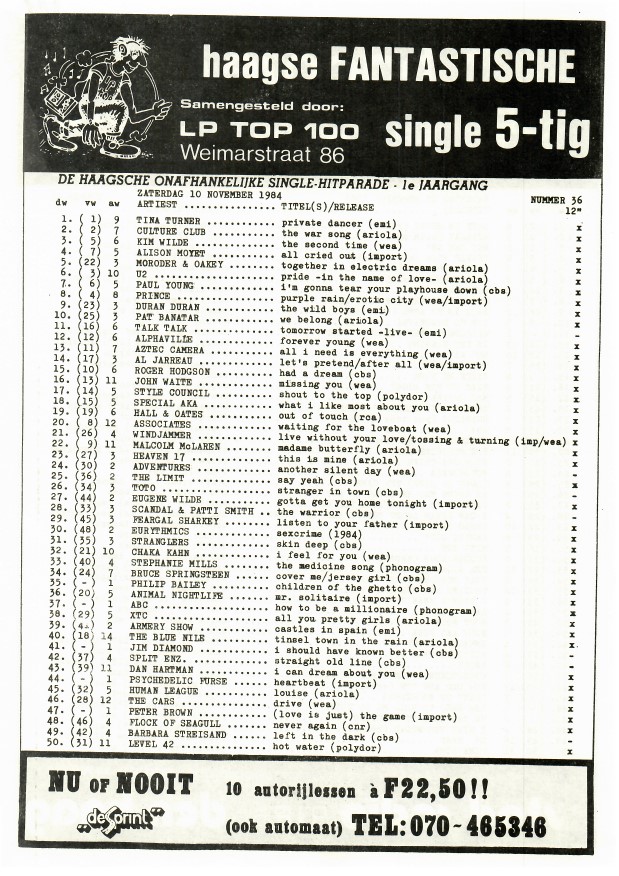 haagse FANTASTISCHE
Samengesteld door:
LP TOP 100 single 5-tig
Weimarstraat 86
DE HAAGSCHE ONAFHANKELIJKE SINGLE-HITPARADE - 1e JAARGANG
ZATERDAG 10 NOVEMBER 1984 NUMMER 36
dw vw aw ARTIEST ............... TITEL(S)/RELEASE 12"
1. ( 1) 9 TINA TURNER ............ private dancer (emi) x
2. ( 2) 7 CULTURE CLUB ........... the war song (ariola) x
3. ( 5) 6 KIM WILDE .............. the second time (wea) x
4. ( 7) 5 ALISON MOYET ........... all cried out (import) x
5. (22) 3 MORODER & OAKEY ........ together in electric dreams (ariola) x
6. ( 3) 10 U2 ..................... pride -in the name of love- (ariola) x
7. ( 6) 5 PAUL YOUNG ............. i'm gonna tear your playhouse down (cbs) x
8. ( 4) 8 PRINCE ................. purple rain/erotic city (wea/import) x
9. (23) 3 DURAN DURAN ............ the wild boys (emi) x
10. (25) 3 PAT BANATAR ............ we belong (ariola)
11. (16) 6 TALK TALK .............. tomorrow started -live- (emi)
12. (12) 6 ALPHAVILLE ............. forever young (wea)
13. (11) 7 AZTEC CAMERA ........... all i need is everything (wea) x
14. (17) 3 AL JARREAU ............. let's pretend/after all (wea/import) x
15. (10) 6 ROGER HODGSON .......... had a dream (cbs) x
16. (13) 11 JOHN WAITE ............. missing you (wea) x
17. (14) 5 STYLE COUNCIL .......... shout to the top (polydor) x
18. (15) 5 SPECIAL AKA ............ what i like most about you (ariola) x
19. (19) 6 HALL & OATES ........... out of touch (rca) x
20. ( 8) 12 ASSOCIATES ............. waiting for the loveboat (wea) x
21. (26) 4 WINDJAMMER ............. live without your love/tossing & turning (imp/wea) x
22. ( 9) 11 MALCOLM McLAREN ........ madame butterfly (ariola) x
23. (27) 3 HEAVEN 17 .............. this is mine (ariola) x
24. (30) 2 ADVENTURES ............. another silent day (wea) x
25. (36) 2 THE LIMIT .............. say yeah (cbs)
26. (34) 3 TOTO ................... stranger in town (cbs)
27. (44) 2 EUGENE WILDE ........... gotta get you home tonight (import) x
28. (33) 3 SCANDAL & PATTI SMITH .. the warrior (cbs) x
29. (45) 3 FEARGAL SHARKEY ........ listen to your father (import) x
30. (48) 2 EURYTHMICS ............. sexcrime (1984) x
31. (35) 3 STRANGLERS ............. skin deep (cbs) x
32. (21) 10 CHAKA KAHN ............. i feel for you (wea) x
33. (40) 4 STEPHANIE MILLS ........ the medicine song (phonogram) x
34. (24) 7 BRUCE SPRINGSTEEN ...... cover me/jersey girl (cbs) x
35. ( -) 1 PHILIP BAILEY .......... children of the ghetto (cbs) x
36. (20) 5 ANIMAL NIGHTLIFE ....... mr. solitaire (import) x
37. ( -) 1 ABC .................... how to be a millionaire (phonogram) x
38. (29) 5 XTC .................... all you pretty girls (ariola) x
39. 2 ARMERY SHOW ............ castles in spain (emi) x
40. (18) 14 THE BLUE NILE .......... tinsel town in the rain (ariola) x
41. ( -) 1 JIM DIAMOND ............ i should have known better (cbs)
42. (37) 4 SPLIT ENZ. ............. straight old line (cbs)
43. (39) 11 DAN HARTMAN ............ i can dream about you (wea)
44. ( -) 1 PSYCHEDELIC FURSE ...... heartbeat (import) x
45. (32) 5 HUMAN LEAGUE ........... louise (ariola) x
46. (28) 12 THE CARS ............... drive (wea) x
47. ( -) 1 PETER BROWN ............ (love is just) the game (import) x
48. (46) 4 FLOCK OF SEAGULL ....... never again (cnr) x
49. (42) 4 BARBARA STREISAND ...... left in the dark (cbs) -
50. (31) 11 LEVEL 42 ............... hot water (polydor) x
NU OF NOOIT 10 autorijlessen à F22,50!!
„deSprint” (ook automaat) TEL:070-465346